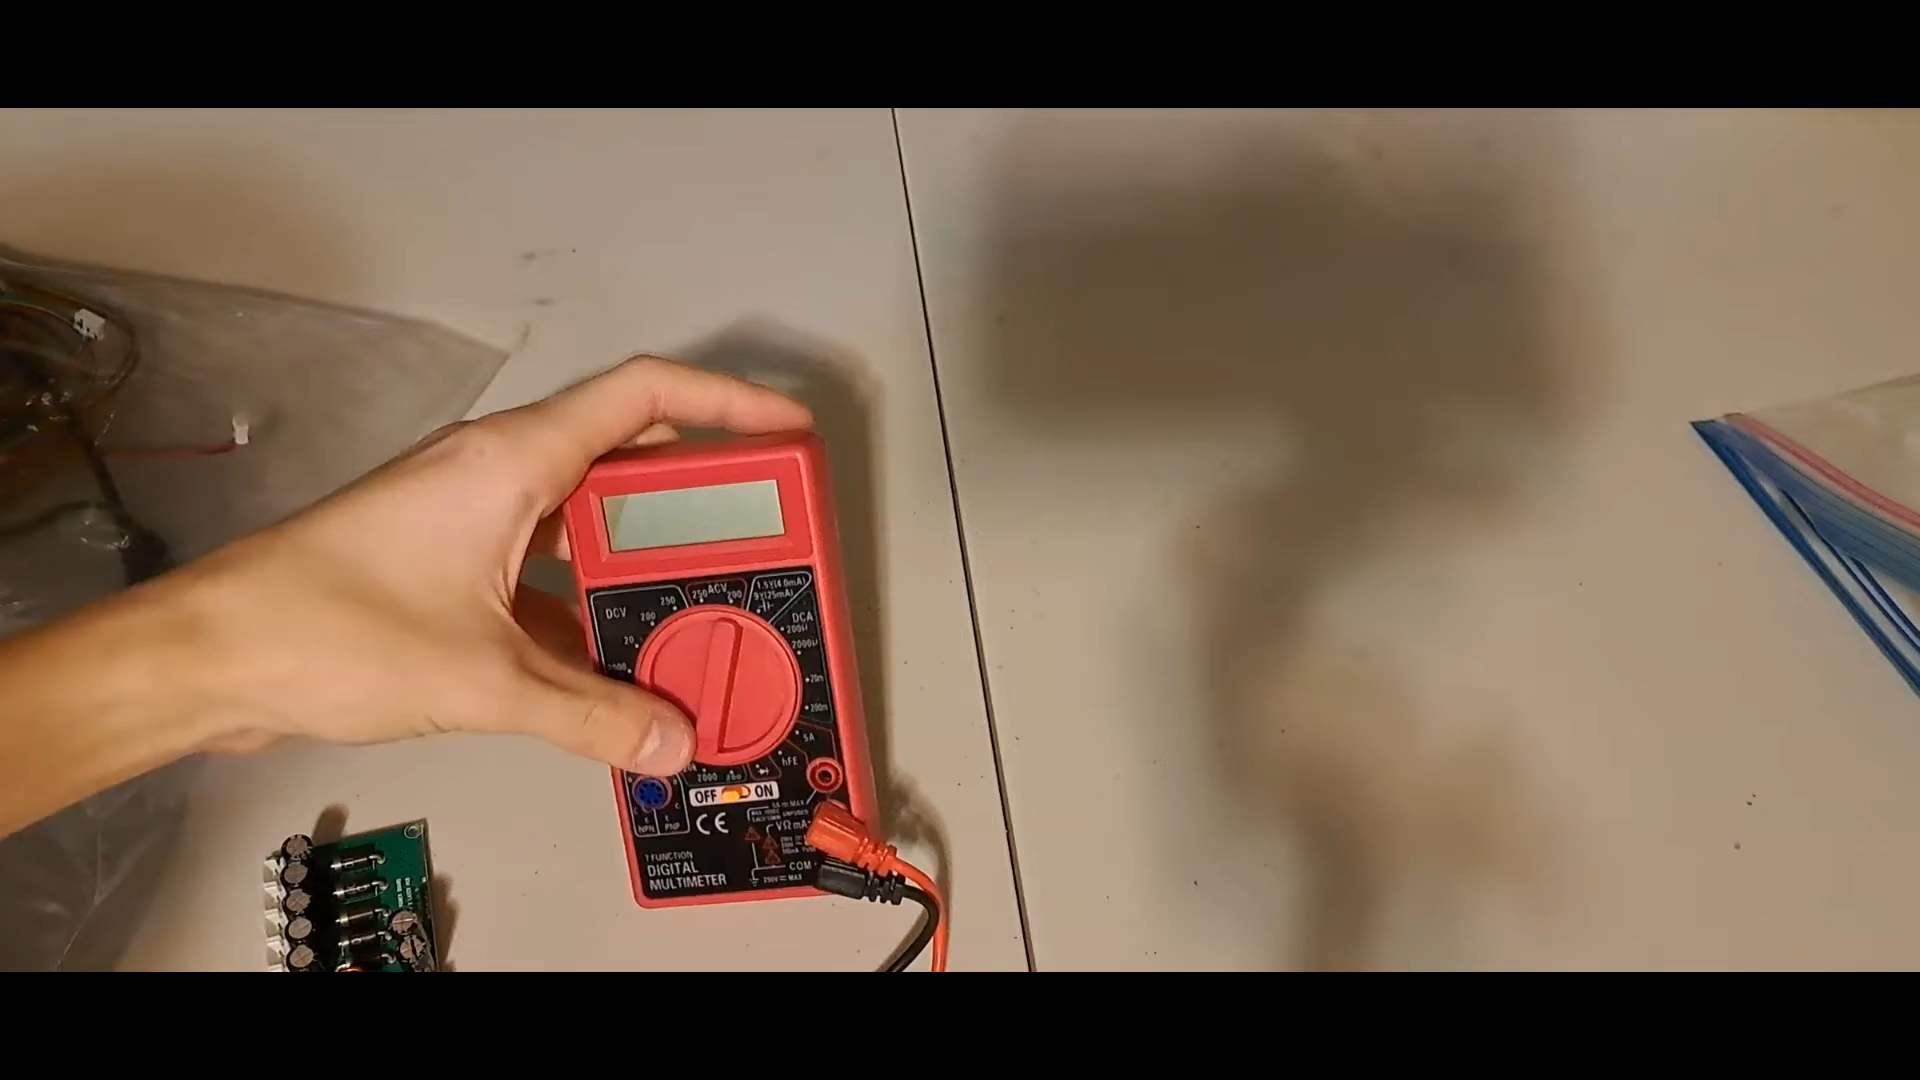 DCV
250
200
20
250 ACV 200
1.5V(4.0mA)
9V(25mA)
DCA
200µ
2000µ
20m
200m
5A
hFE
2000 200
OFF ON
CE
NPN PNP
VΩmA
COM
7 FUNCTION
DIGITAL
MULTIMETER